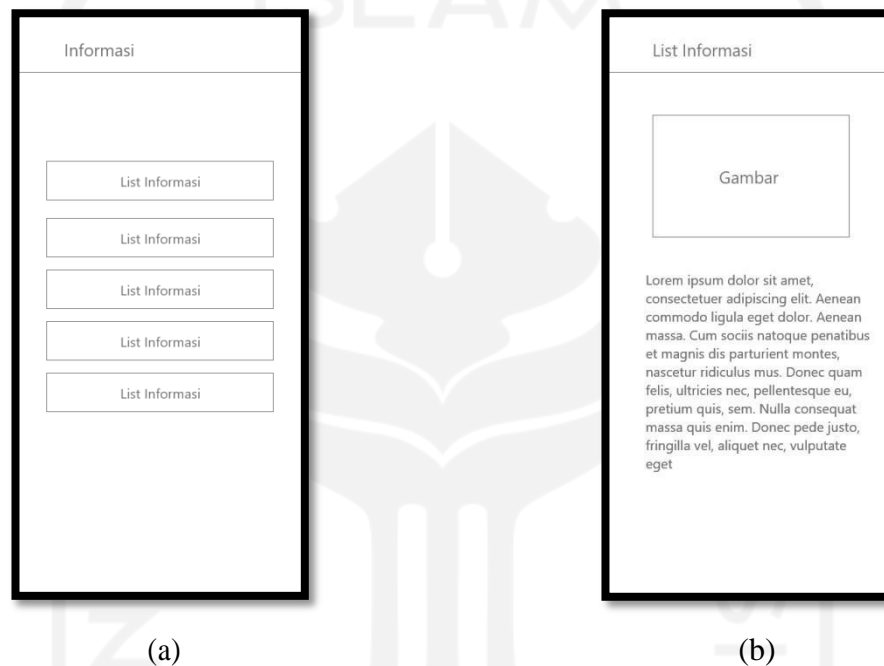 Informasi
List Informasi
List Informasi
List Informasi
List Informasi
List Informasi
(a)
List Informasi
Gambar
Lorem ipsum dolor sit amet,
consectetuer adipiscing elit. Aenean
commodo ligula eget dolor. Aenean
massa. Cum sociis natoque penatibus
et magnis dis parturient montes,
nascetur ridiculus mus. Donec quam
felis, ultricies nec, pellentesque eu,
pretium quis, sem. Nulla consequat
massa quis enim. Donec pede justo,
fringilla vel, aliquet nec, vulputate
eget
(b)